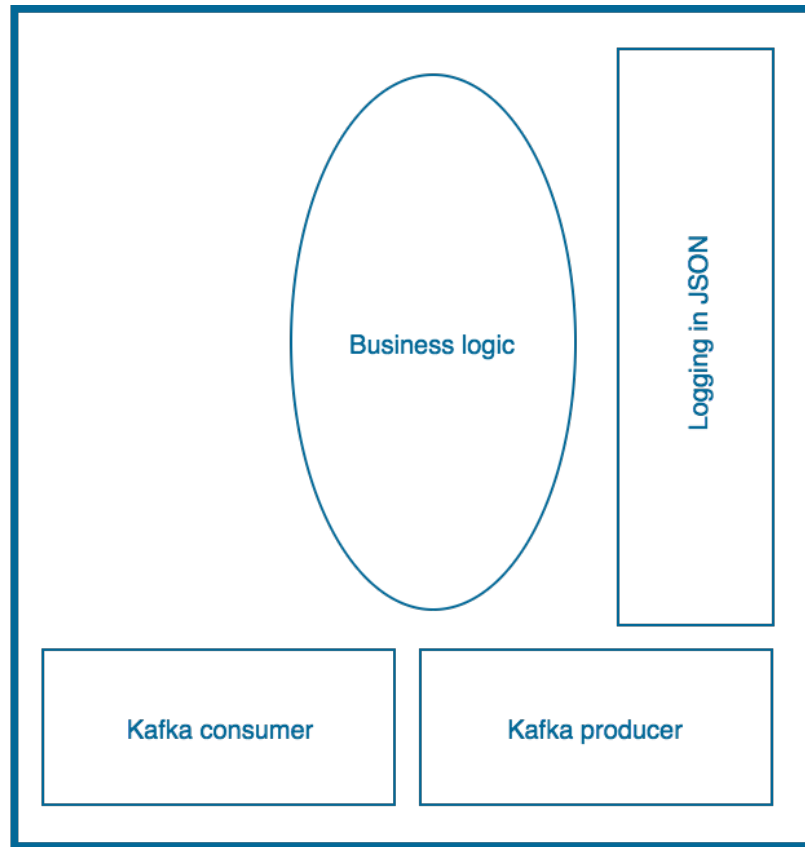 Business logic
Logging in JSON
Kafka consumer
Kafka producer